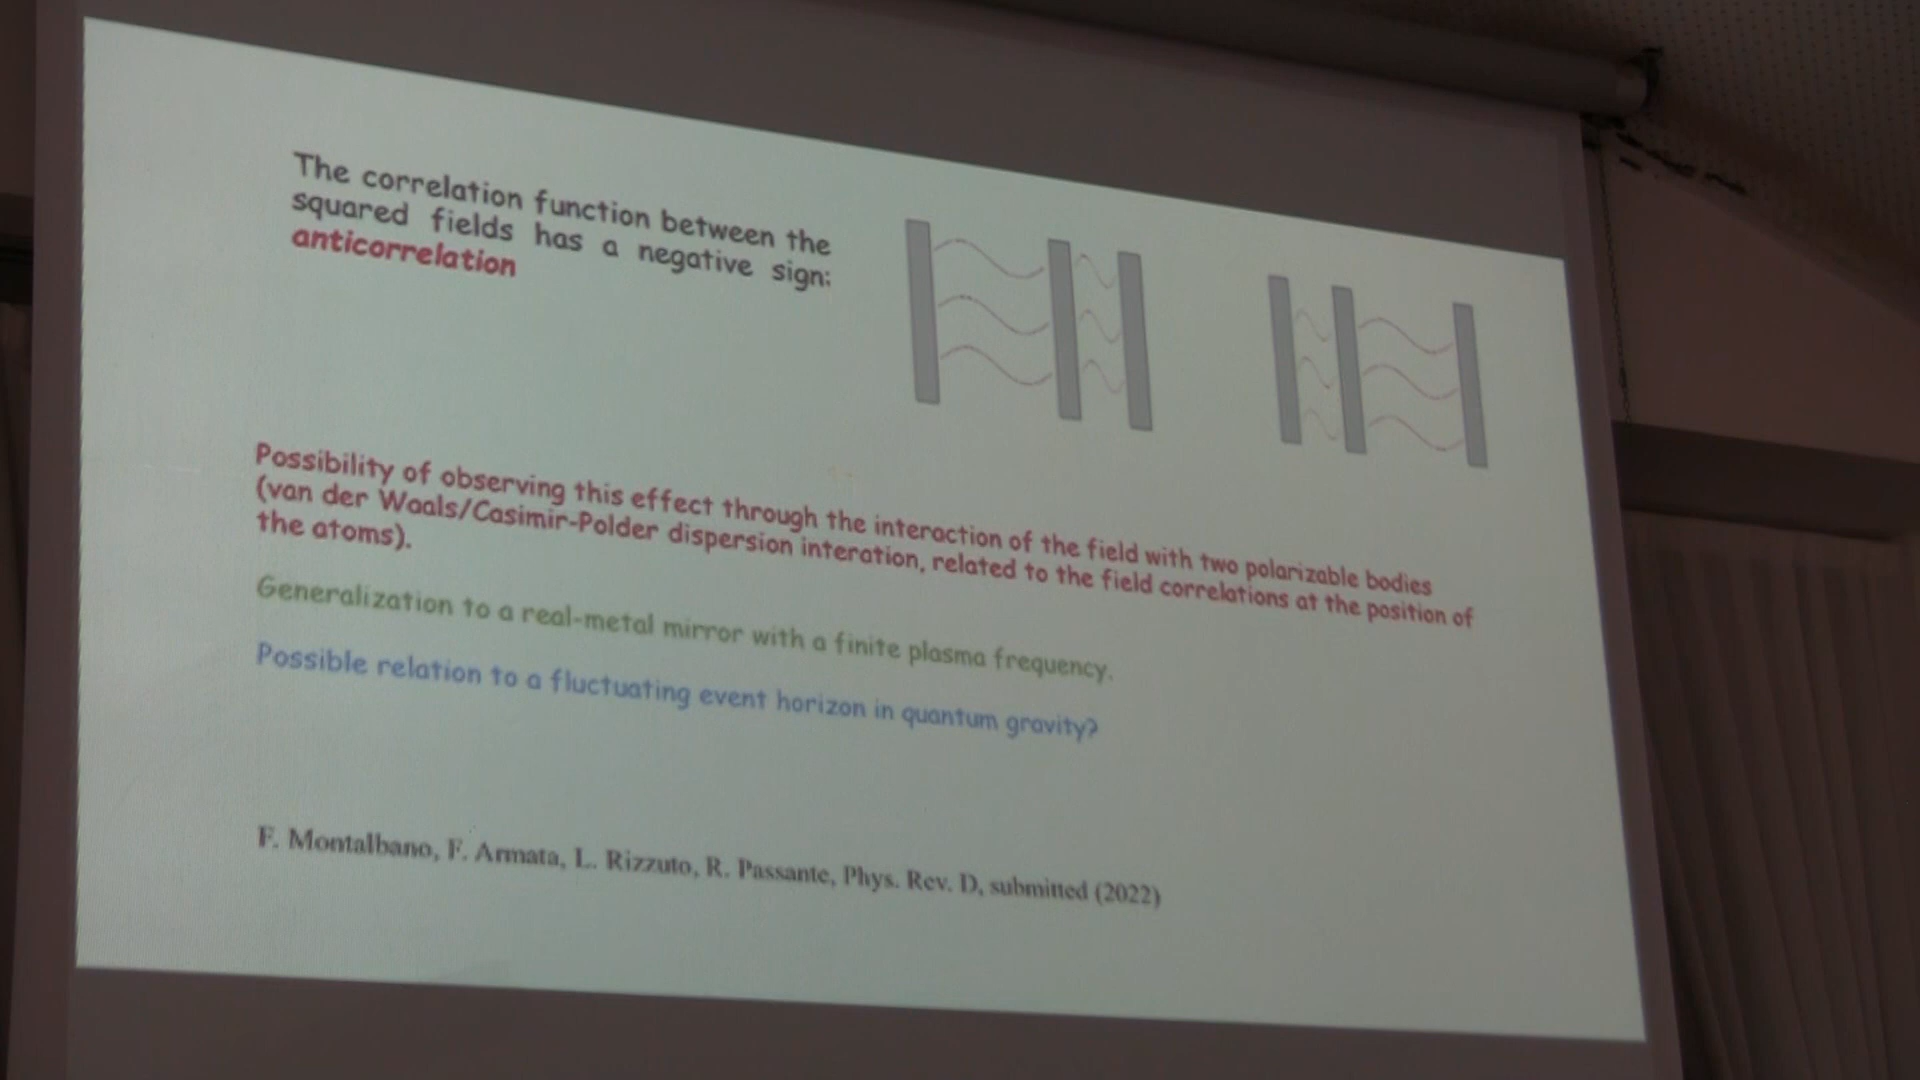 The correlation function between the
squared fields has a negative sign:
anticorrelation
Possibility of observing this effect through the interaction of the field with two polarizable bodies
(van der Waals/Casimir-Polder dispersion interation, related to the field correlations at the position of
the atoms).
Generalization to a real-metal mirror with a finite plasma frequency.
Possible relation to a fluctuating event horizon in quantum gravity?
F. Montalbano, F. Armata, L. Rizzuto, R. Passante, Phys. Rev. D, submitted (2022)